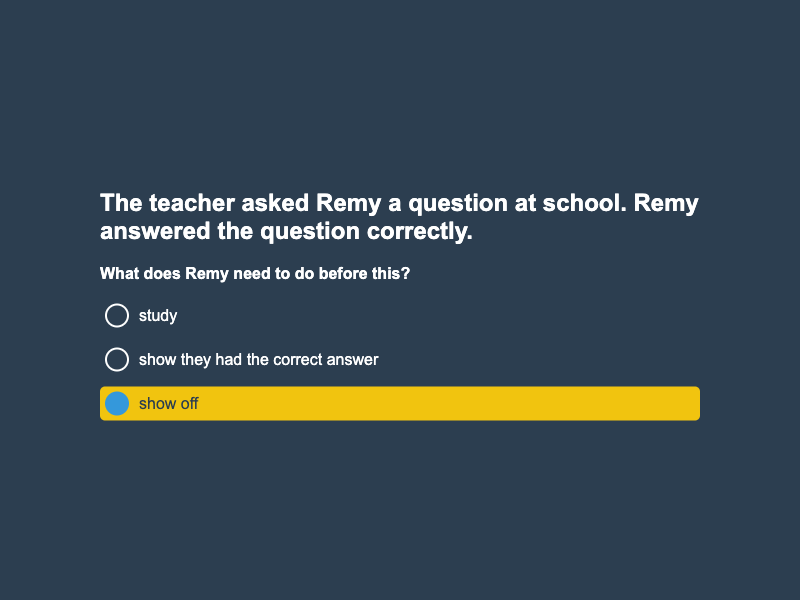 The teacher asked Remy a question at school. Remy
answered the question correctly.
What does Remy need to do before this?
study
show they had the correct answer
show off